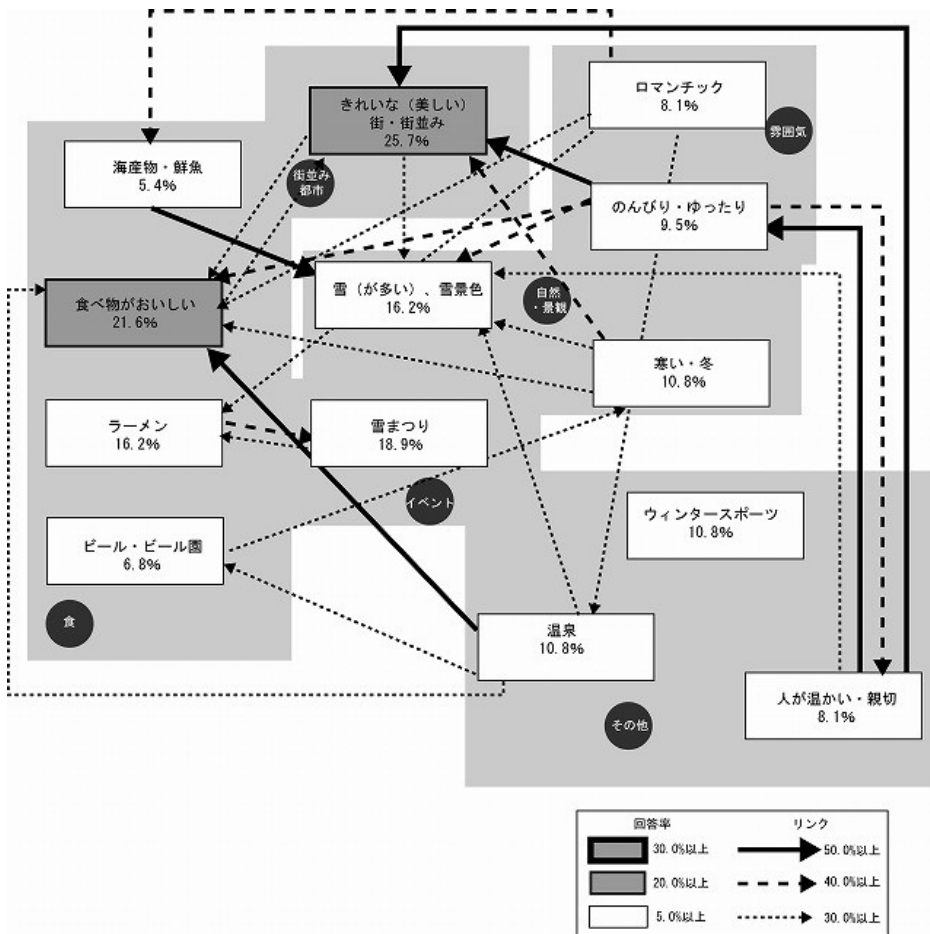 ロマンチック
8.1%
雰囲気
きれいな（美しい）
街・街並み
25.7%
海産物・鮮魚
5.4%
街並み
都市
のんびり・ゆったり
9.5%
食べ物がおいしい
21.6%
雪（が多い）、雪景色
16.2%
自然
・景観
寒い・冬
10.8%
ラーメン
16.2%
雪まつり
18.9%
イベント
ウィンタースポーツ
10.8%
ビール・ビール園
6.8%
食
温泉
10.8%
人が温かい・親切
8.1%
その他
回答率
リンク
30.0%以上
50.0%以上
20.0%以上
40.0%以上
5.0%以上
30.0%以上